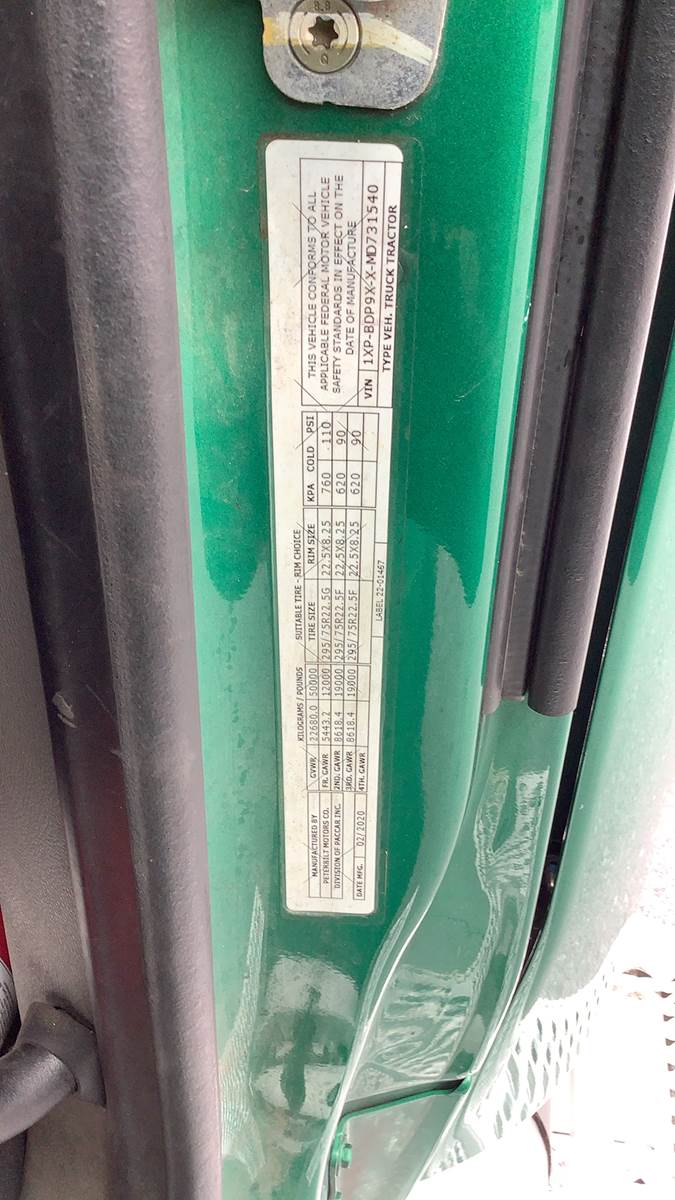 8.8
MANUFACTURED BY
PETERBILT MOTORS CO.
DIVISION OF PACCAR INC.
DATE MFG. 02/2020
KILOGRAMS / POUNDS
GVWR 22680.0 50000
FR. GAWR 5443.2 12000
2ND. GAWR 8618.4 19000
3RD. GAWR 8618.4 19000
4TH. GAWR
SUITABLE TIRE - RIM CHOICE
TIRE SIZE RIM SIZE KPA COLD PSI
295/75R22.5G 22.5X8.25 760 110
295/75R22.5F 22.5X8.25 620 90
295/75R22.5F 22.5X8.25 620 90
LABEL 22-01467
THIS VEHICLE CONFORMS TO ALL
APPLICABLE FEDERAL MOTOR VEHICLE
SAFETY STANDARDS IN EFFECT ON THE
DATE OF MANUFACTURE
VIN 1XP-BDP9X-X-MD731540
TYPE VEH. TRUCK TRACTOR